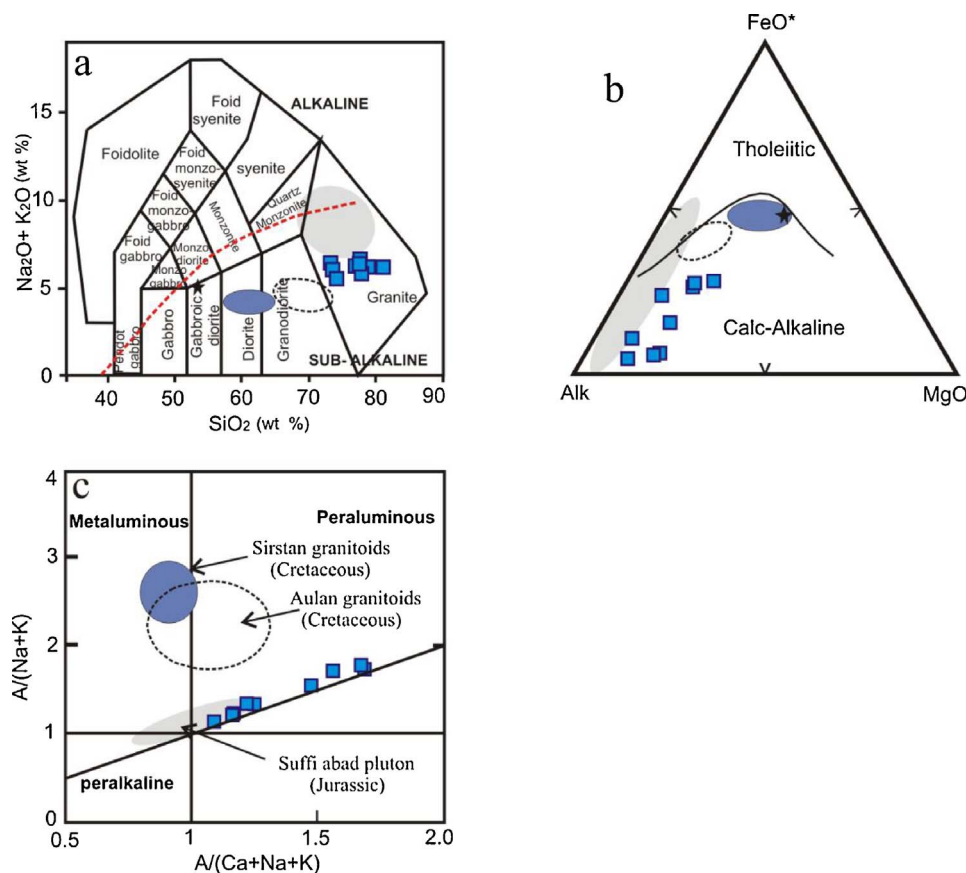 a
ALKALINE
15
10
5
0
Na₂O+ K₂O (wt %)
Foid
syenite
Foidolite
Foid
monzo-
syenite
syenite
Foid
monzo-
gabbro
Quartz
Monzonite
Monzonite
Foid
gabbro
Monzo
diorite
Monzo
gabbro
Peridot
gabbro
Gabbro
Gabbroic
diorite
Diorite
Granodiorite
Granite
SUB- ALKALINE
40
50
60
70
80
90
SiO₂ (wt %)
b
FeO*
Tholeiitic
Calc-Alkaline
Alk
MgO
c
4
3
2
1
0
A/(Na+K)
Metaluminous
Peraluminous
Sirstan granitoids
(Cretaceous)
Aulan granitoids
(Cretaceous)
Suffi abad pluton
(Jurassic)
peralkaline
0.5
1
1.5
2.0
A/(Ca+Na+K)